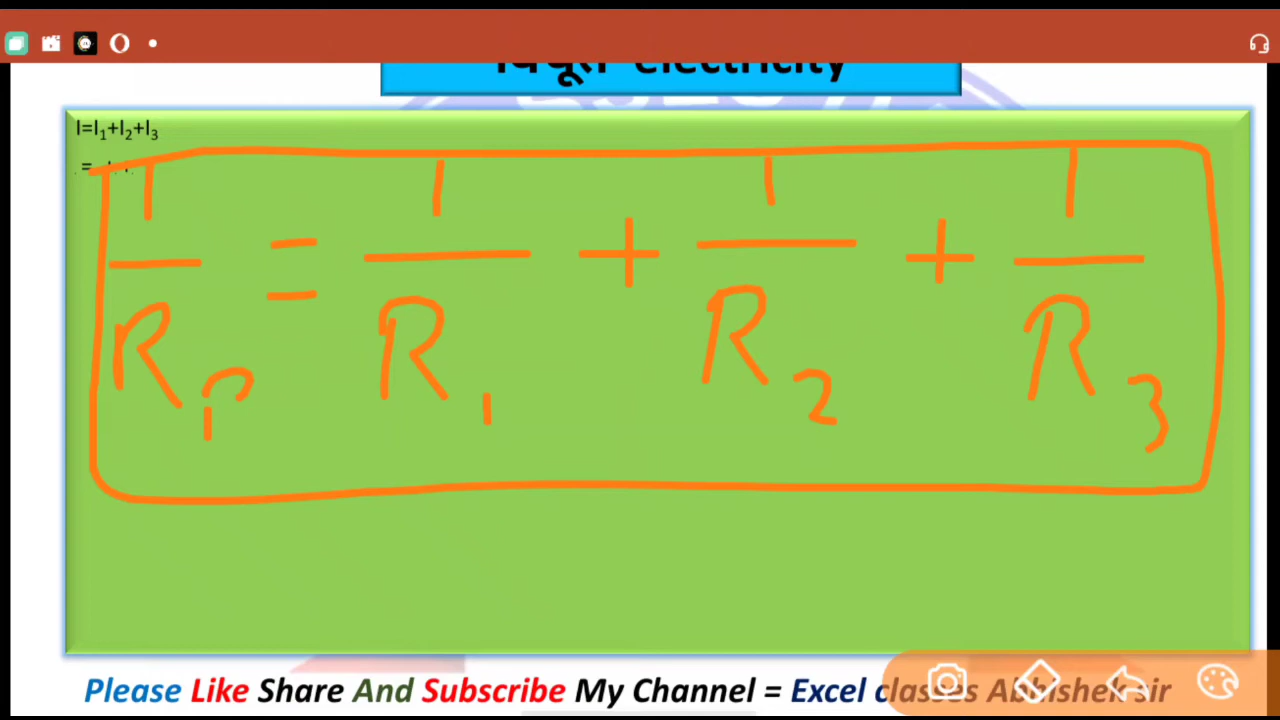 विद्युत electricity
I=I₁+I₂+I₃
1/Rₚ = 1/R₁ + 1/R₂ + 1/R₃
Please Like Share And Subscribe My Channel = Excel classes Abhishek sir